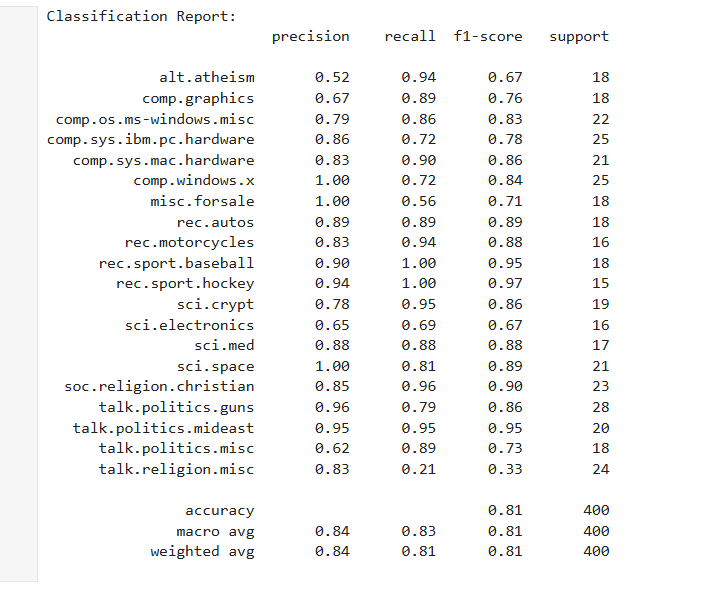 Classification Report:
precision recall f1-score support
alt.atheism 0.52 0.94 0.67 18
comp.graphics 0.67 0.89 0.76 18
comp.os.ms-windows.misc 0.79 0.86 0.83 22
comp.sys.ibm.pc.hardware 0.86 0.72 0.78 25
comp.sys.mac.hardware 0.83 0.90 0.86 21
comp.windows.x 1.00 0.72 0.84 25
misc.forsale 1.00 0.56 0.71 18
rec.autos 0.89 0.89 0.89 18
rec.motorcycles 0.83 0.94 0.88 16
rec.sport.baseball 0.90 1.00 0.95 18
rec.sport.hockey 0.94 1.00 0.97 15
sci.crypt 0.78 0.95 0.86 19
sci.electronics 0.65 0.69 0.67 16
sci.med 0.88 0.88 0.88 17
sci.space 1.00 0.81 0.89 21
soc.religion.christian 0.85 0.96 0.90 23
talk.politics.guns 0.96 0.79 0.86 28
talk.politics.mideast 0.95 0.95 0.95 20
talk.politics.misc 0.62 0.89 0.73 18
talk.religion.misc 0.83 0.21 0.33 24
accuracy 0.81 400
macro avg 0.84 0.83 0.81 400
weighted avg 0.84 0.81 0.81 400